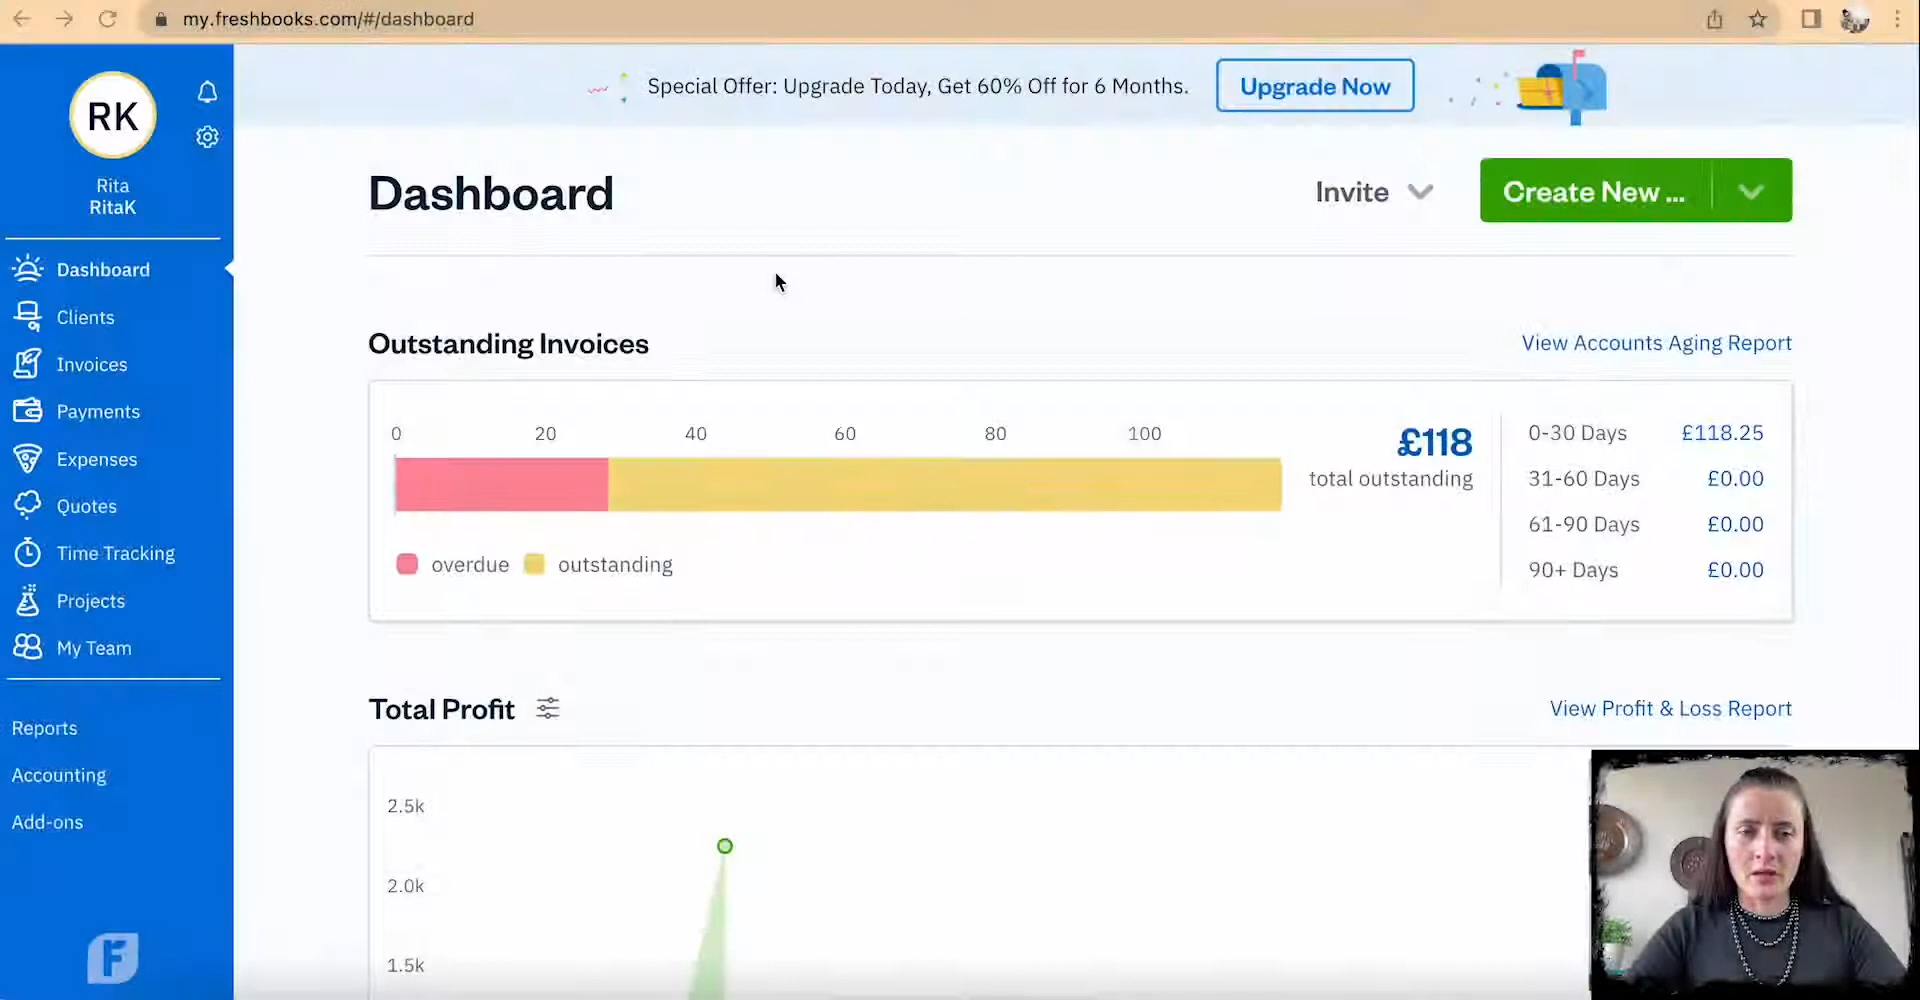 my.freshbooks.com/#/dashboard
Special Offer: Upgrade Today, Get 60% Off for 6 Months.
Upgrade Now
RK
Rita
RitaK
Dashboard
Clients
Invoices
Payments
Expenses
Quotes
Time Tracking
Projects
My Team
Reports
Accounting
Add-ons
F
Dashboard
Invite
Create New ...
Outstanding Invoices
View Accounts Aging Report
0 20 40 60 80 100
£118
total outstanding
overdue outstanding
0-30 Days £118.25
31-60 Days £0.00
61-90 Days £0.00
90+ Days £0.00
Total Profit
View Profit & Loss Report
2.5k
2.0k
1.5k